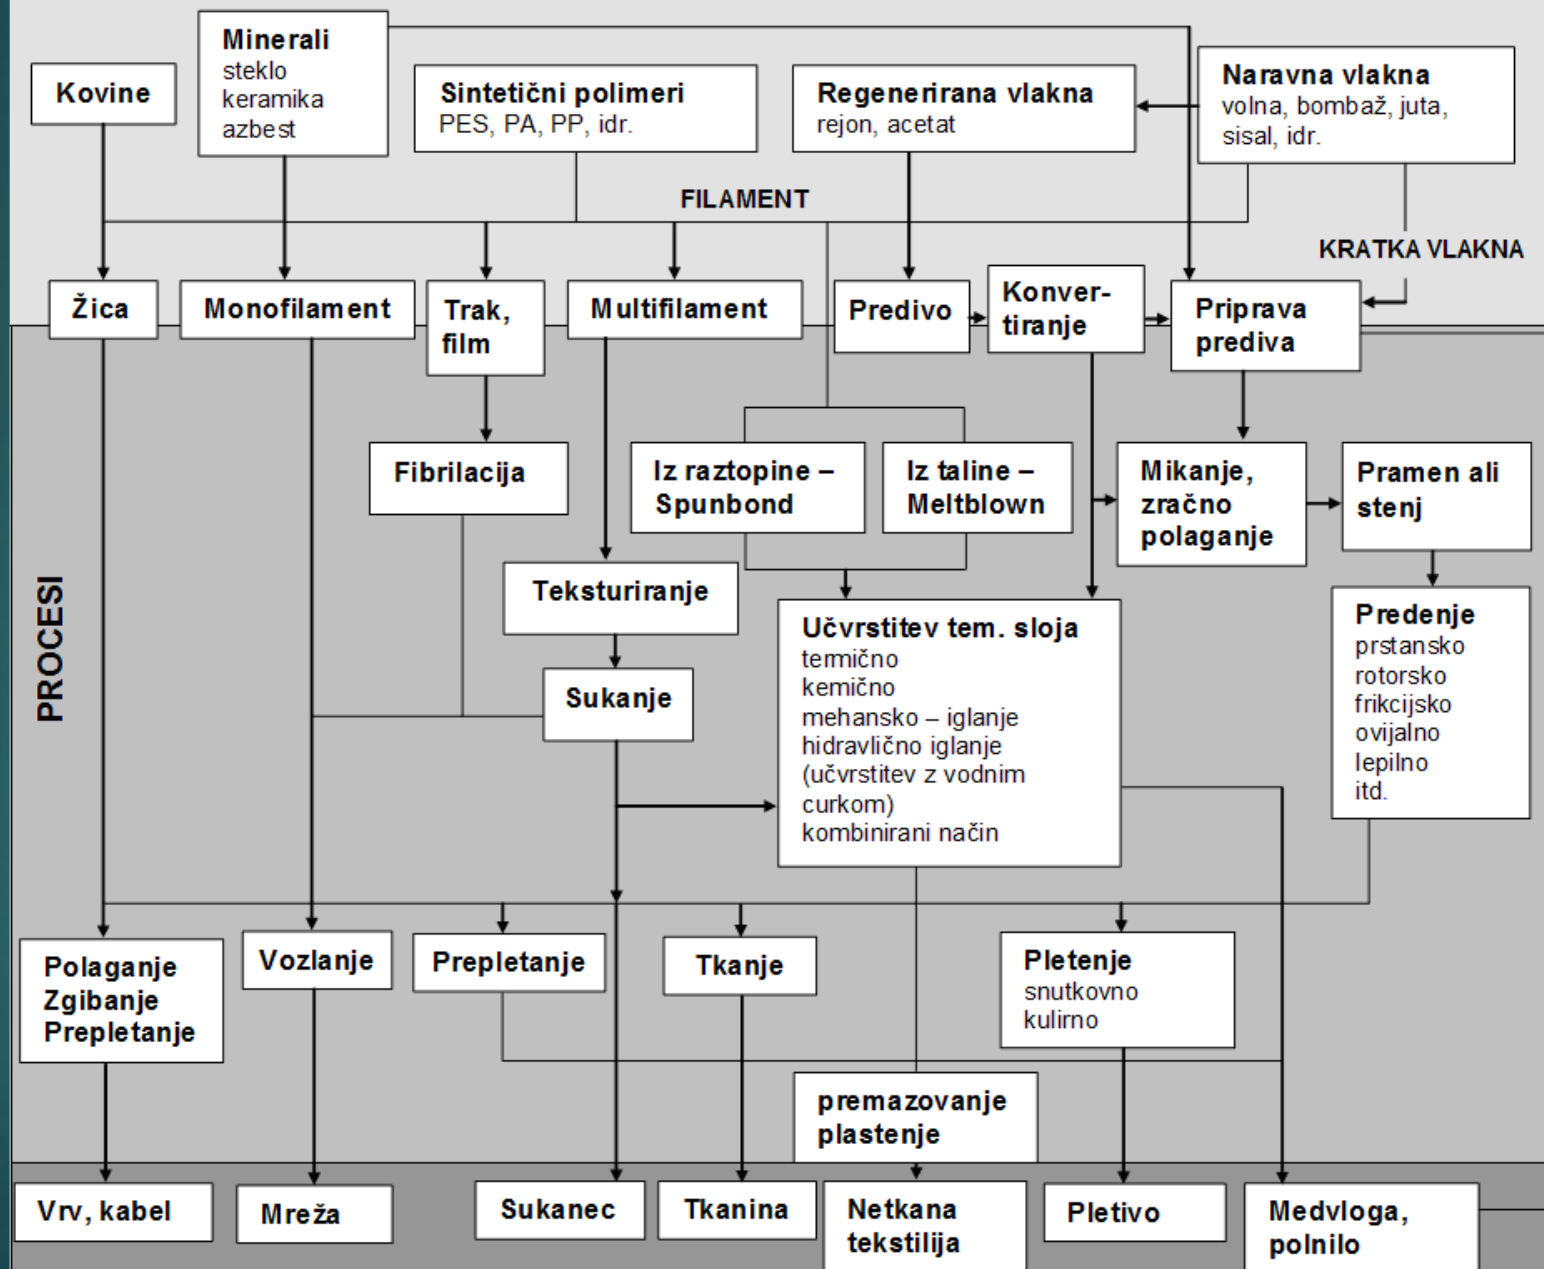 Kovine
Minerali
steklo
keramika
azbest
Sintetični polimeri
PES, PA, PP, idr.
Regenerirana vlakna
rejon, acetat
Naravna vlakna
volna, bombaž, juta,
sisal, idr.
FILAMENT
KRATKA VLAKNA
Žica
Monofilament
Trak,
film
Multifilament
Predivo
Konver-
tiranje
Priprava
prediva
PROCESI
Fibrilacija
Iz raztopine –
Spunbond
Iz taline –
Meltblown
Mikanje,
zračno
polaganje
Pramen ali
stenj
Teksturiranje
Sukanje
Učvrstitev tem. sloja
termično
kemično
mehansko – iglanje
hidravlično iglanje
(učvrstitev z vodnim
curkom)
kombinirani način
Predenje
prstansko
rotorsko
frikcijsko
ovijalno
lepilno
itd.
Polaganje
Zgibanje
Prepletanje
Vozlanje
Prepletanje
Tkanje
Pletenje
snutkovno
kulirno
premazovanje
plastenje
Vrv, kabel
Mreža
Sukanec
Tkanina
Netkana
tekstilija
Pletivo
Medvloga,
polnilo